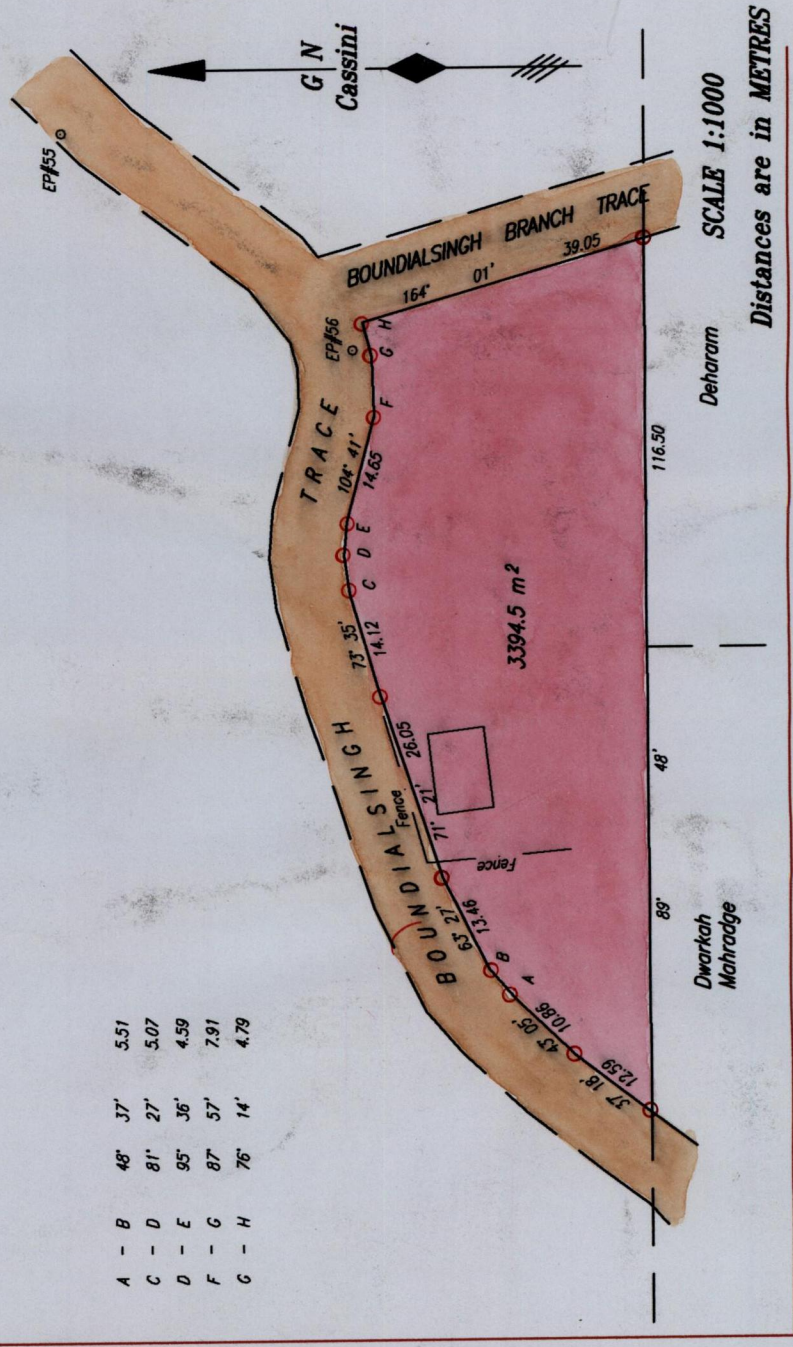 A - B 48° 37' 5.51
C - D 81° 27' 5.07
D - E 95° 36' 4.59
F - G 87° 57' 7.91
G - H 76° 14' 4.79
EP#55
G N
Cassini
BOUNDIALSINGH TRACE
EP#56
BOUNDIALSINGH BRANCH TRACE
164° 01' 39.05
H
G
F
104° 41'
14.65
E
D
C
73° 35'
14.12
71° 21' 26.05
Fence
Fence
63° 27'
13.46
B
A
43° 05'
10.86
37° 18'
12.59
3394.5 m²
89° 48' 116.50
Dwarkah
Mahradge
Deharam
SCALE 1:1000
Distances are in METRES